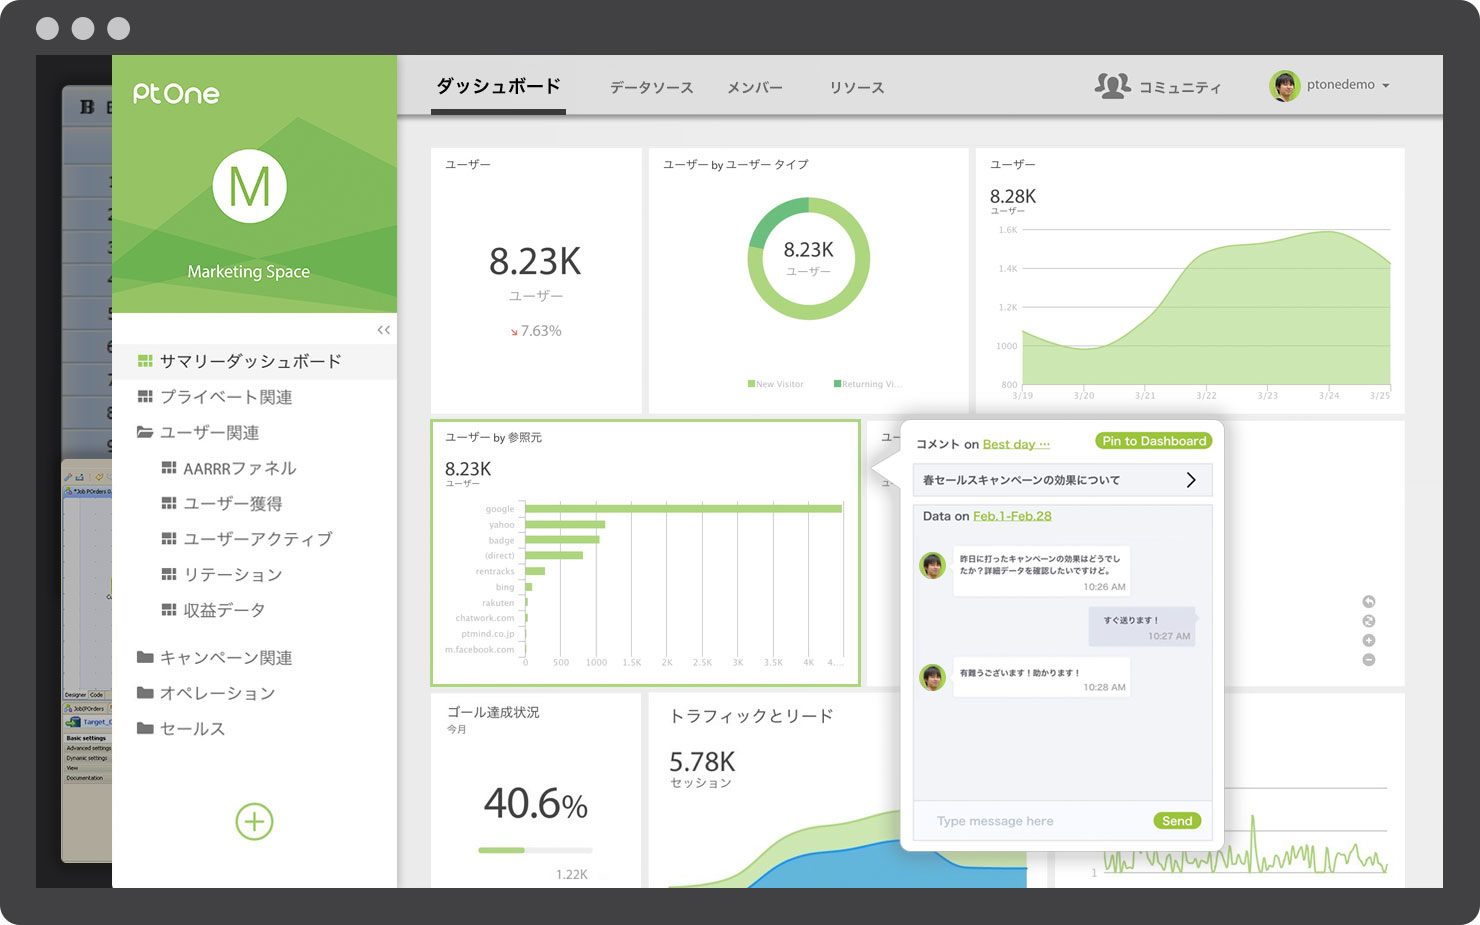 Pt One
M
Marketing Space
ダッシュボード
データソース
メンバー
リソース
コミュニティ
ptonedemo
<<
サマリーダッシュボード
プライベート関連
ユーザー関連
AARRRファネル
ユーザー獲得
ユーザーアクティブ
リテーション
収益データ
キャンペーン関連
オペレーション
セールス
B
Designer Code
Job(POrders
Basic settings
Advanced settings
Dynamic settings
View
Documentation
ユーザー
8.23K
ユーザー
7.63%
ユーザー by ユーザー タイプ
8.23K
ユーザー
New Visitor
Returning Vi...
ユーザー
8.28K
ユーザー
1.6K
1.4K
1.2K
1000
800
3/19
3/20
3/21
3/22
3/23
3/24
3/25
ユーザー by 参照元
8.23K
ユーザー
google
yahoo
badge
(direct)
rentracks
bing
rakuten
chatwork.com
ptmind.co.jp
m.facebook.com
0
500
1000
1.5K
2K
2.5K
3K
3.5K
4K
4....
コメント on Best day ...
Pin to Dashboard
春セールスキャンペーンの効果について
Data on Feb.1-Feb.28
昨日に打ったキャンペーンの効果はどうでし
たか？詳細データを確認したいですけど。
10:26 AM
すぐ送ります！
10:27 AM
有難うございます！助かります！
10:28 AM
Type message here
Send
ゴール達成状況
今月
40.6%
1.22K
トラフィックとリード
5.78K
セッション
1